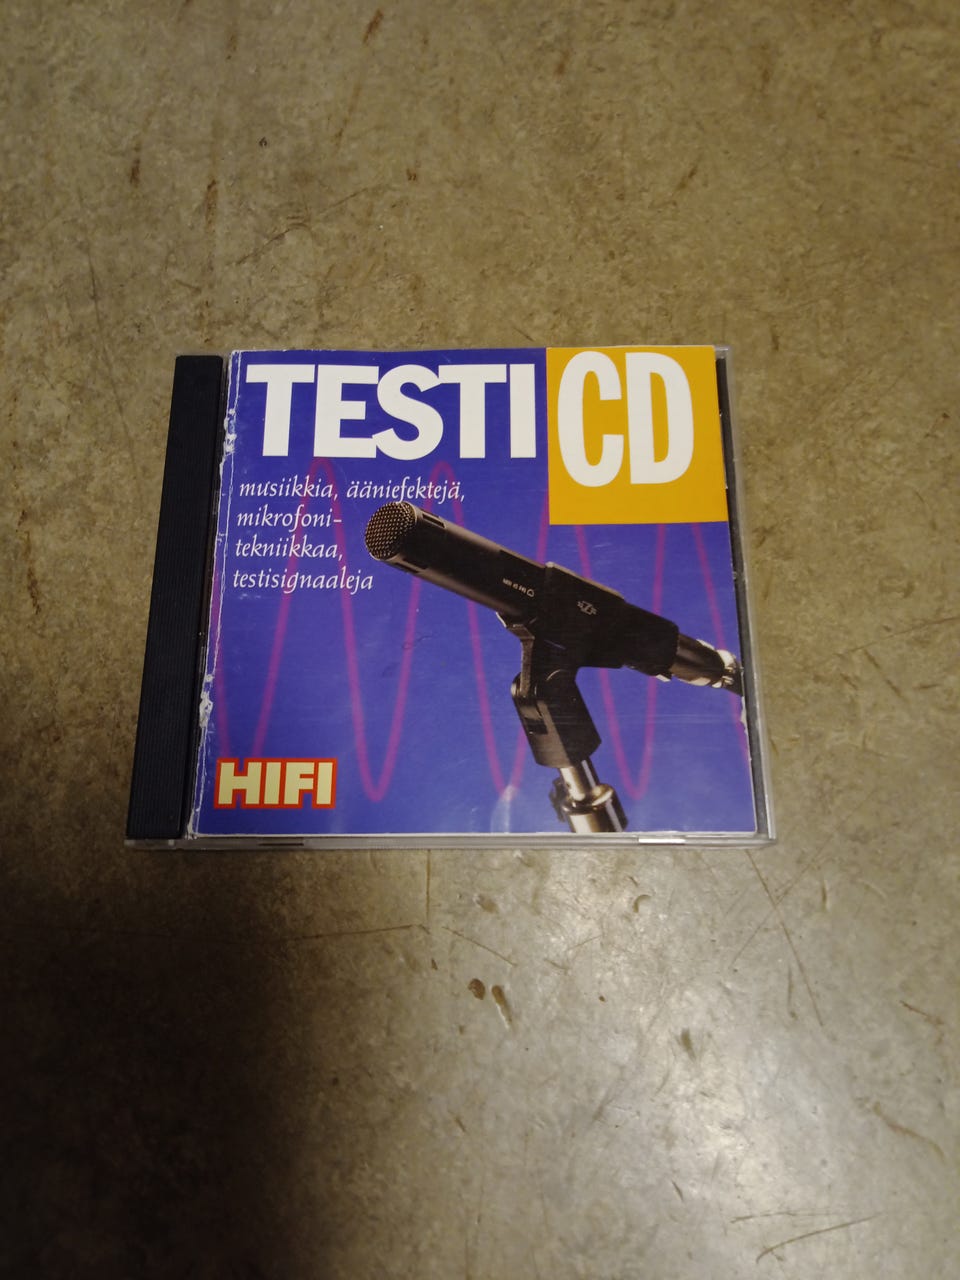 TESTI CD
musiikkia, ääniefektejä,
mikrofoni-
tekniikkaa,
testisignaaleja
HIFI